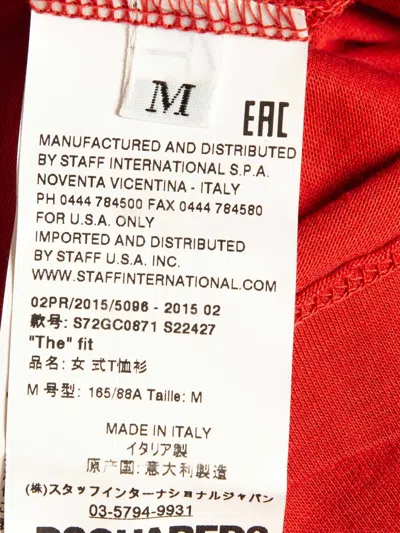 M
EAC
MANUFACTURED AND DISTRIBUTED
BY STAFF INTERNATIONAL S.P.A.
NOVENTA VICENTINA - ITALY
PH 0444 784500 FAX 0444 784580
FOR U.S.A. ONLY
IMPORTED AND DISTRIBUTED
BY STAFF U.S.A. INC.
WWW.STAFFINTERNATIONAL.COM
02PR/2015/5096 - 2015 02
款号: S72GC0871 S22427
"The" fit
品名: 女 式T恤衫
M 号型: 165/88A Taille: M
MADE IN ITALY
イタリア製
原产国: 意大利制造
(株)スタッフインターナショナルジャパン
03-5794-9931